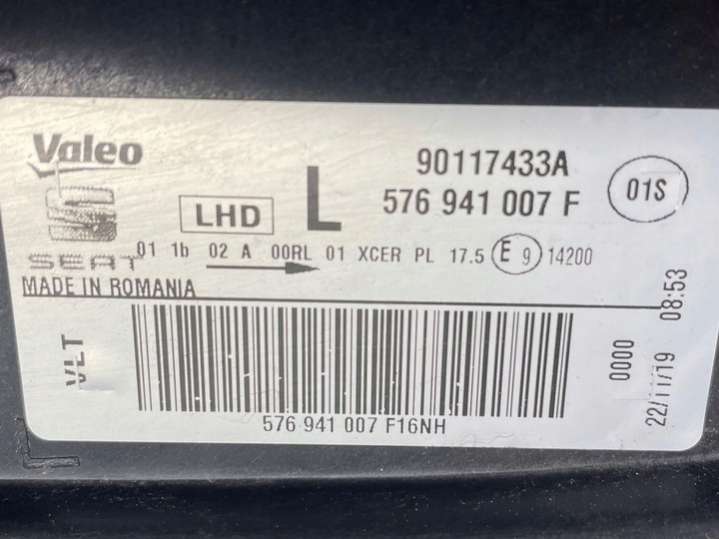 Valeo
90117433A
LHD L 576 941 007 F 01S
SEAT 01 1b 02 A 00RL 01 XCER PL 17.5 E 9 14200
MADE IN ROMANIA
VLT
576 941 007 F16NH
0000
22/11/19 08:53